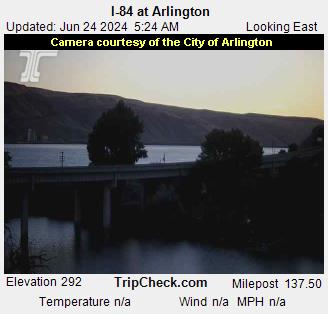 I-84 at Arlington
Updated: Jun 24 2024 5:24 AM Looking East
Camera courtesy of the City of Arlington
Elevation 292 TripCheck.com Milepost 137.50
Temperature n/a Wind n/a MPH n/a